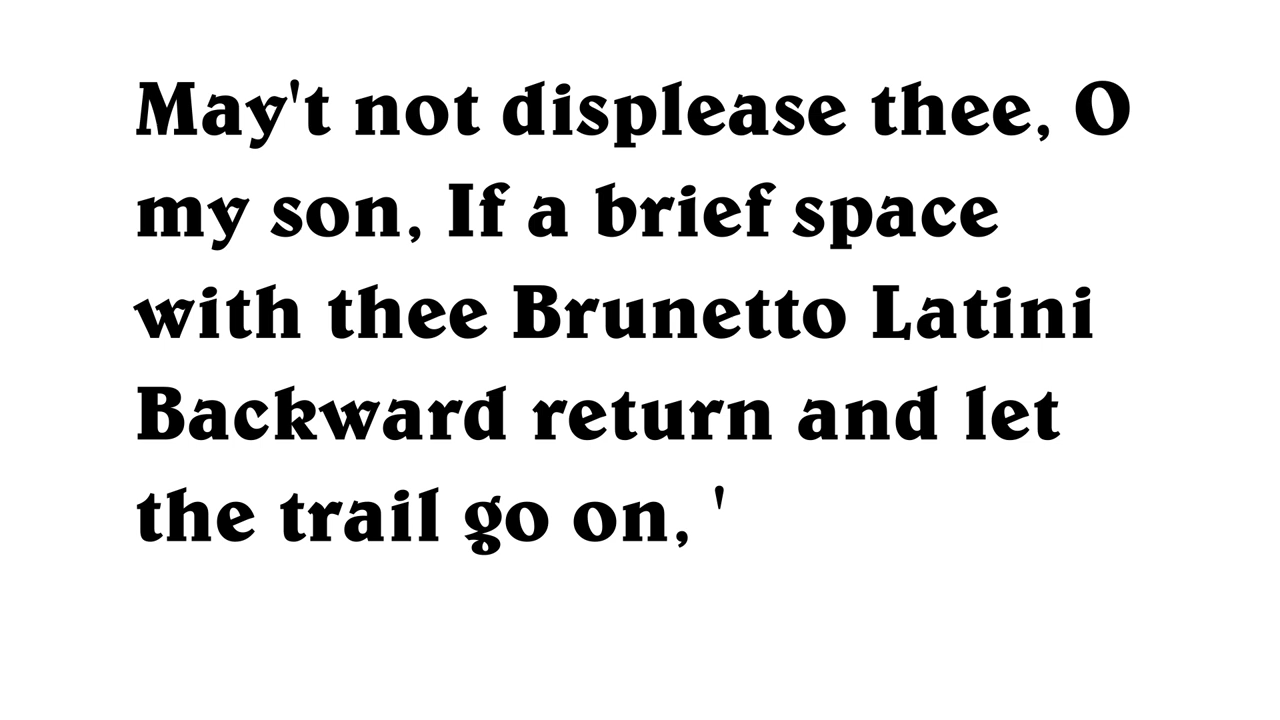 May't not displease thee, O
my son, If a brief space
with thee Brunetto Latini
Backward return and let
the trail go on, '